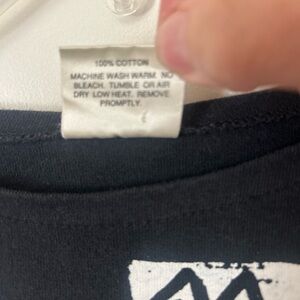 100% COTTON
MACHINE WASH WARM. NO
BLEACH. TUMBLE OR AIR
DRY LOW HEAT. REMOVE
PROMPTLY.